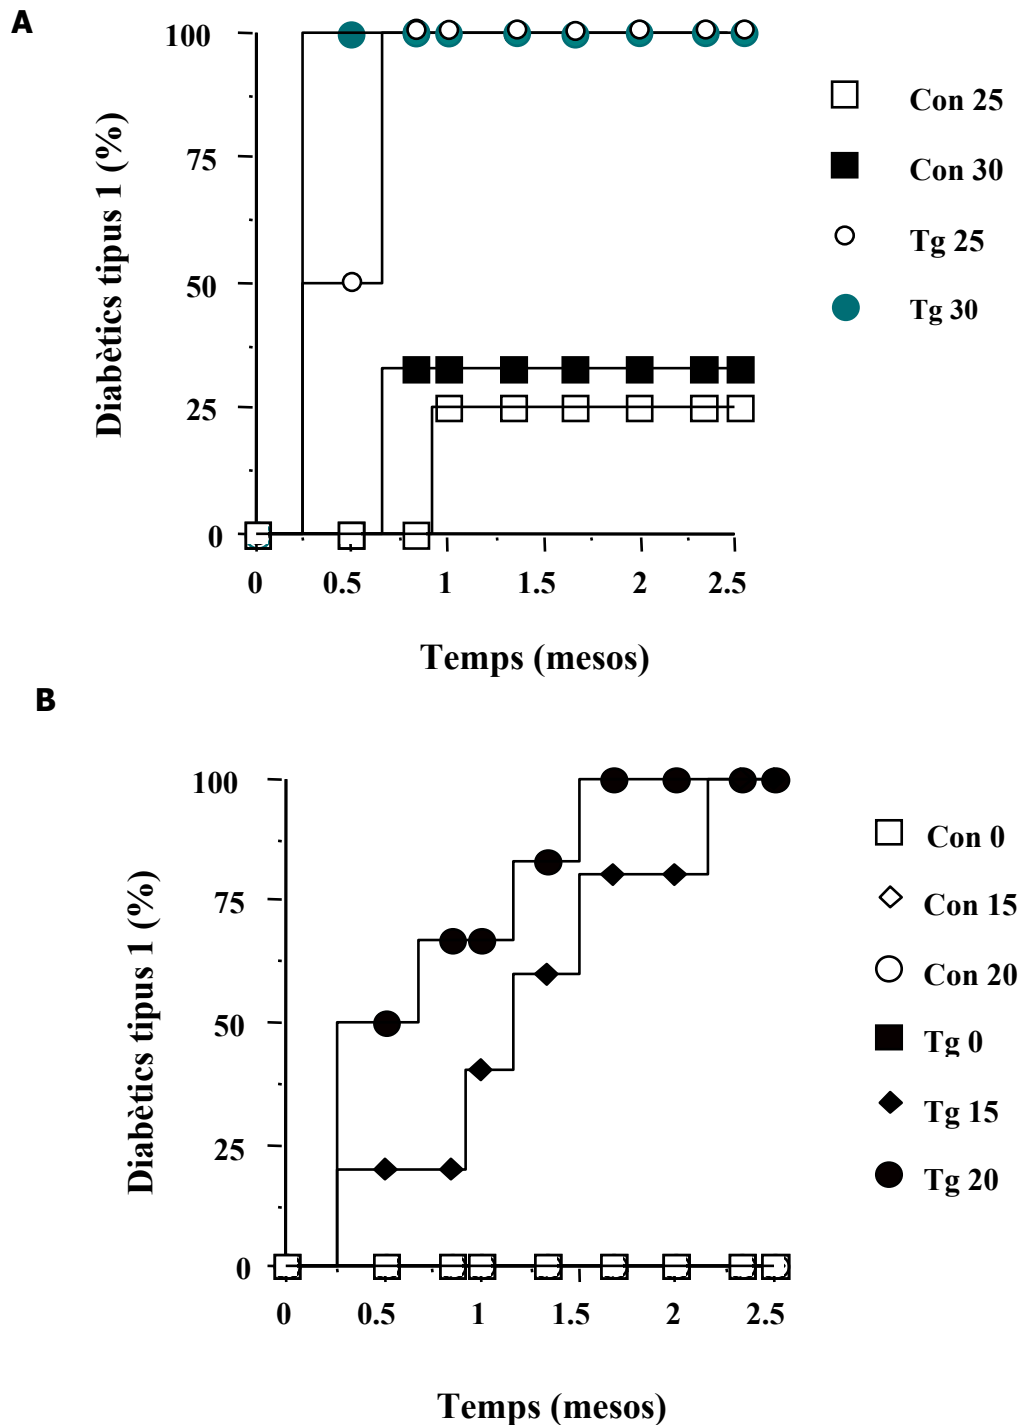 A
Diabètics tipus 1 (%)
100
75
50
25
0
0 0.5 1 1.5 2 2.5
Temps (mesos)
Con 25
Con 30
Tg 25
Tg 30
B
Diabètics tipus 1 (%)
100
75
50
25
0
0 0.5 1 1.5 2 2.5
Temps (mesos)
Con 0
Con 15
Con 20
Tg 0
Tg 15
Tg 20